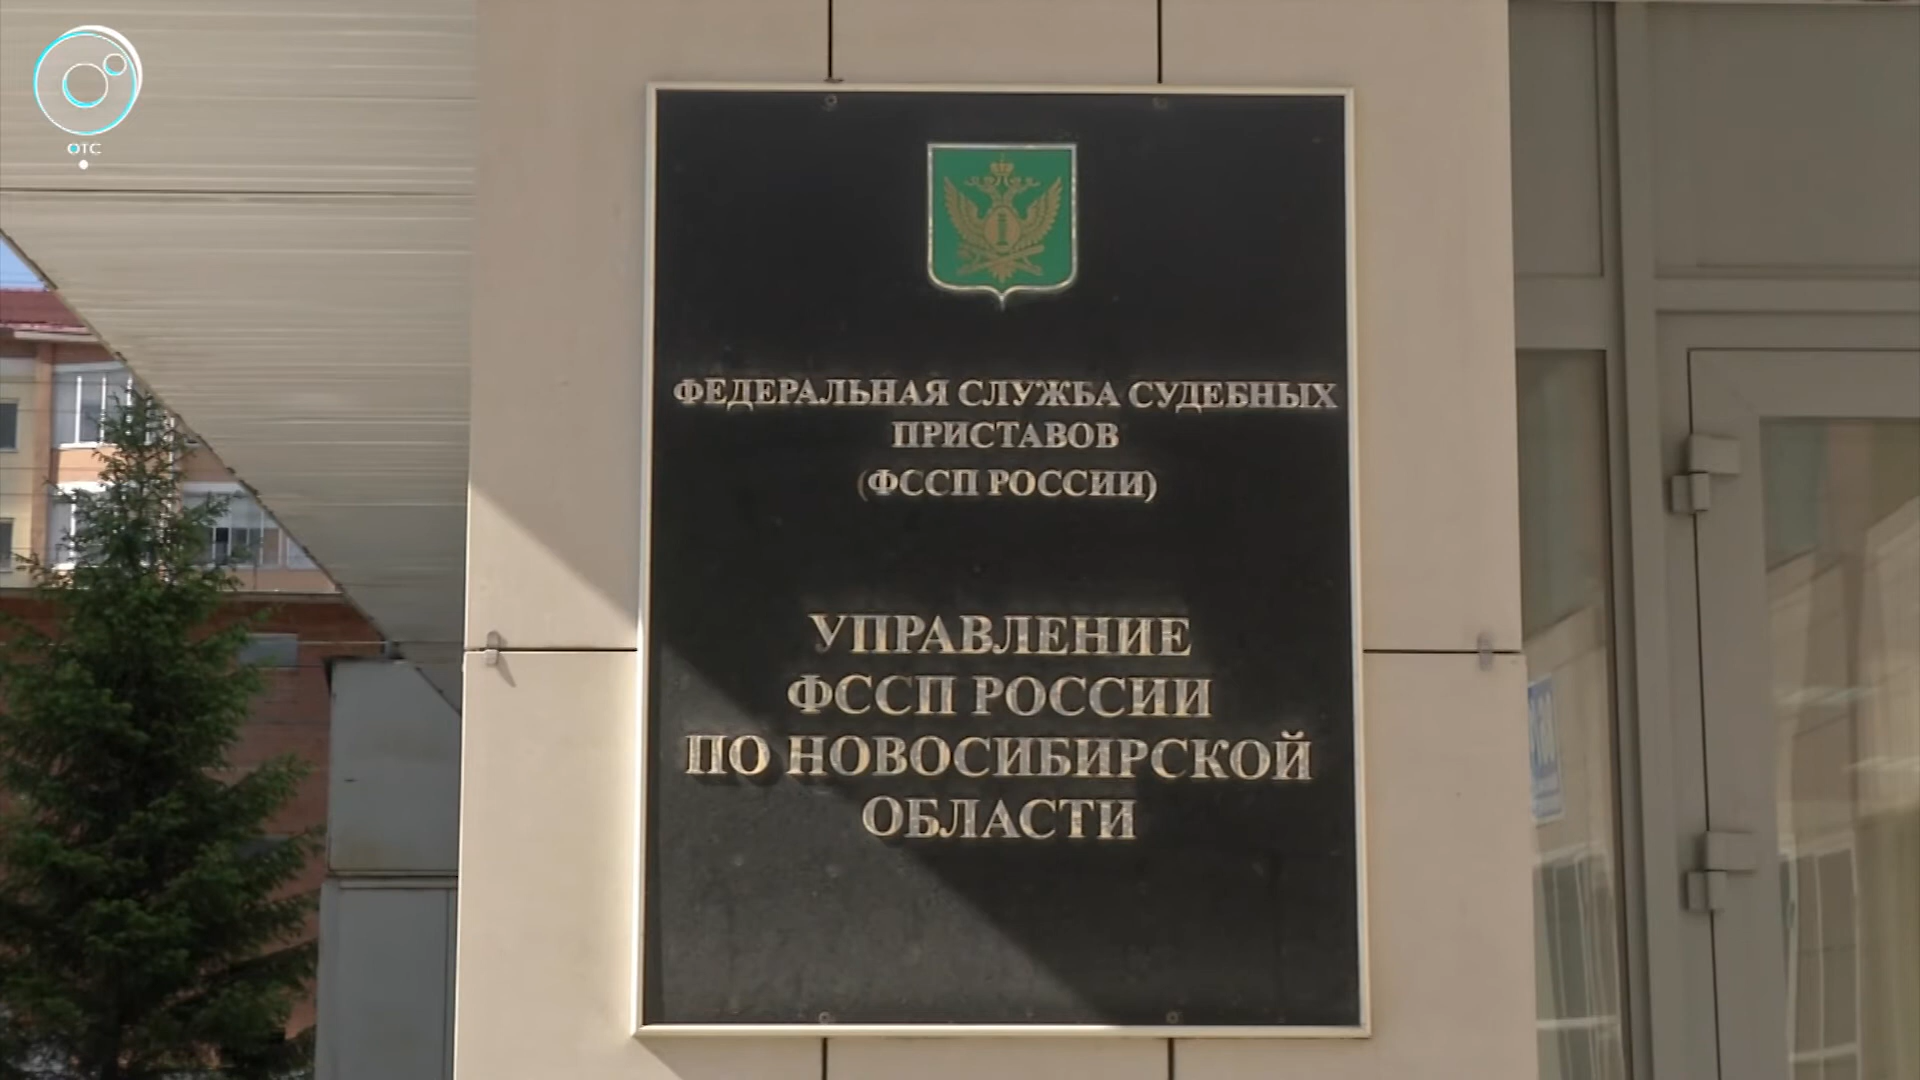 ОТС
ФЕДЕРАЛЬНАЯ СЛУЖБА СУДЕБНЫХ
ПРИСТАВОВ
(ФССП РОССИИ)
УПРАВЛЕНИЕ
ФССП РОССИИ
ПО НОВОСИБИРСКОЙ
ОБЛАСТИ